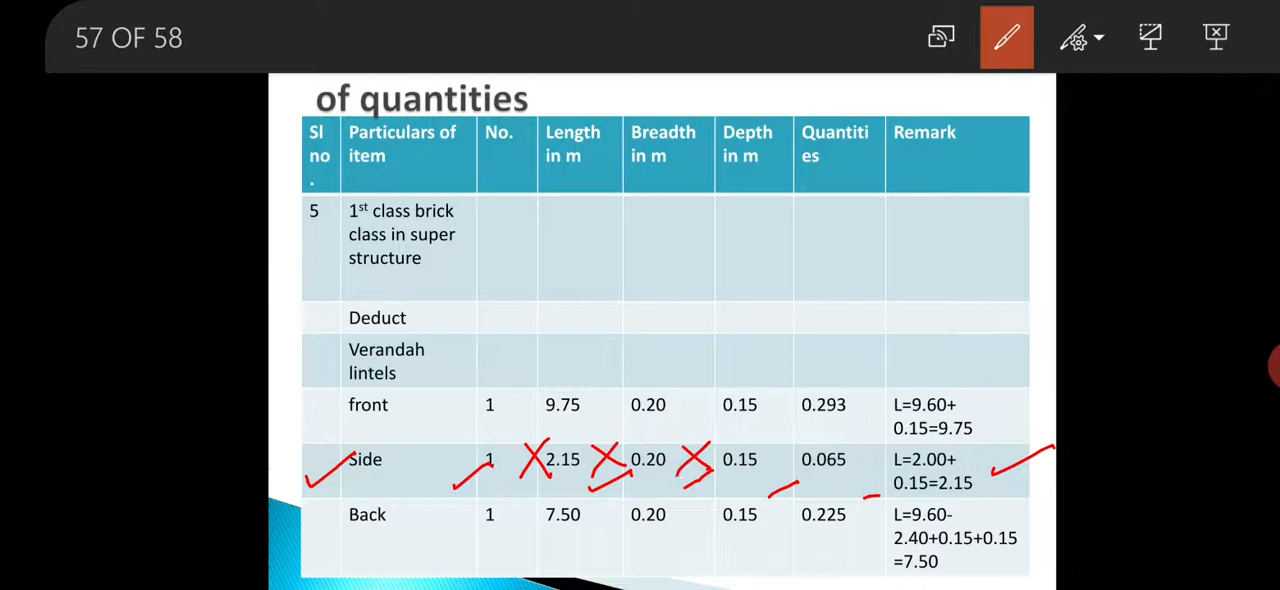 57 OF 58
of quantities
Sl no. Particulars of item No. Length in m Breadth in m Depth in m Quantities Remark
5 1st class brick class in super structure
Deduct
Verandah lintels
front 1 9.75 0.20 0.15 0.293 L=9.60+ 0.15=9.75
Side 1 2.15 0.20 0.15 0.065 L=2.00+ 0.15=2.15
Back 1 7.50 0.20 0.15 0.225 L=9.60- 2.40+0.15+0.15 =7.50